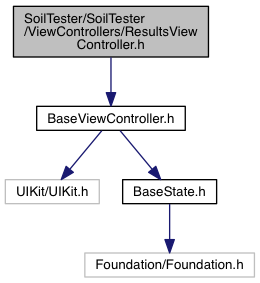 SoilTester/SoilTester
/ViewControllers/ResultsView
Controller.h
BaseViewController.h
UIKit/UIKit.h
BaseState.h
Foundation/Foundation.h